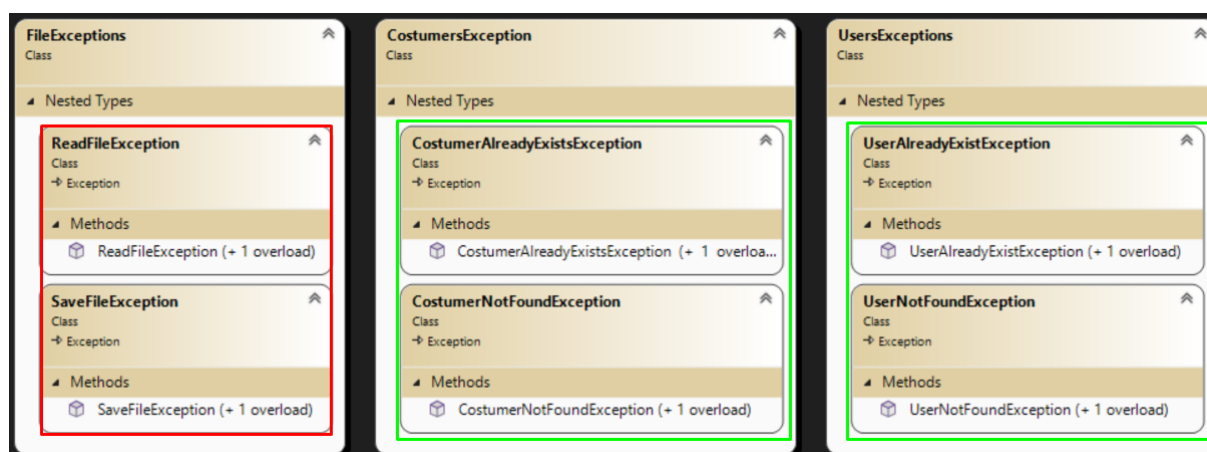 FileExceptions
Class
Nested Types
ReadFileException
Class
Exception
Methods
ReadFileException (+ 1 overload)
SaveFileException
Class
Exception
Methods
SaveFileException (+ 1 overload)
CostumersException
Class
Nested Types
CostumerAlreadyExistsException
Class
Exception
Methods
CostumerAlreadyExistsException (+ 1 overloa...
CostumerNotFoundException
Class
Exception
Methods
CostumerNotFoundException (+ 1 overload)
UsersExceptions
Class
Nested Types
UserAlreadyExistException
Class
Exception
Methods
UserAlreadyExistException (+ 1 overload)
UserNotFoundException
Class
Exception
Methods
UserNotFoundException (+ 1 overload)